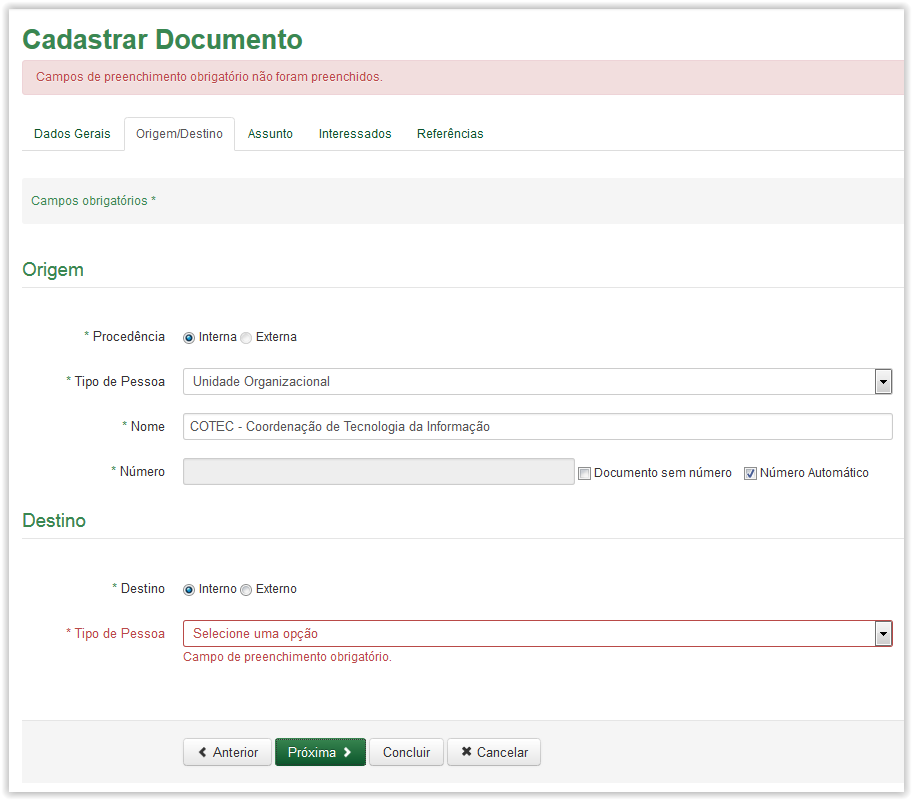 Cadastrar Documento
Campos de preenchimento obrigatório não foram preenchidos.
Dados Gerais Origem/Destino Assunto Interessados Referências
Campos obrigatórios *
Origem
* Procedência Interna Externa
* Tipo de Pessoa Unidade Organizacional
* Nome COTEC - Coordenação de Tecnologia da Informação
* Número Documento sem número Número Automático
Destino
* Destino Interno Externo
* Tipo de Pessoa Selecione uma opção
Campo de preenchimento obrigatório.
Anterior Próxima Concluir Cancelar